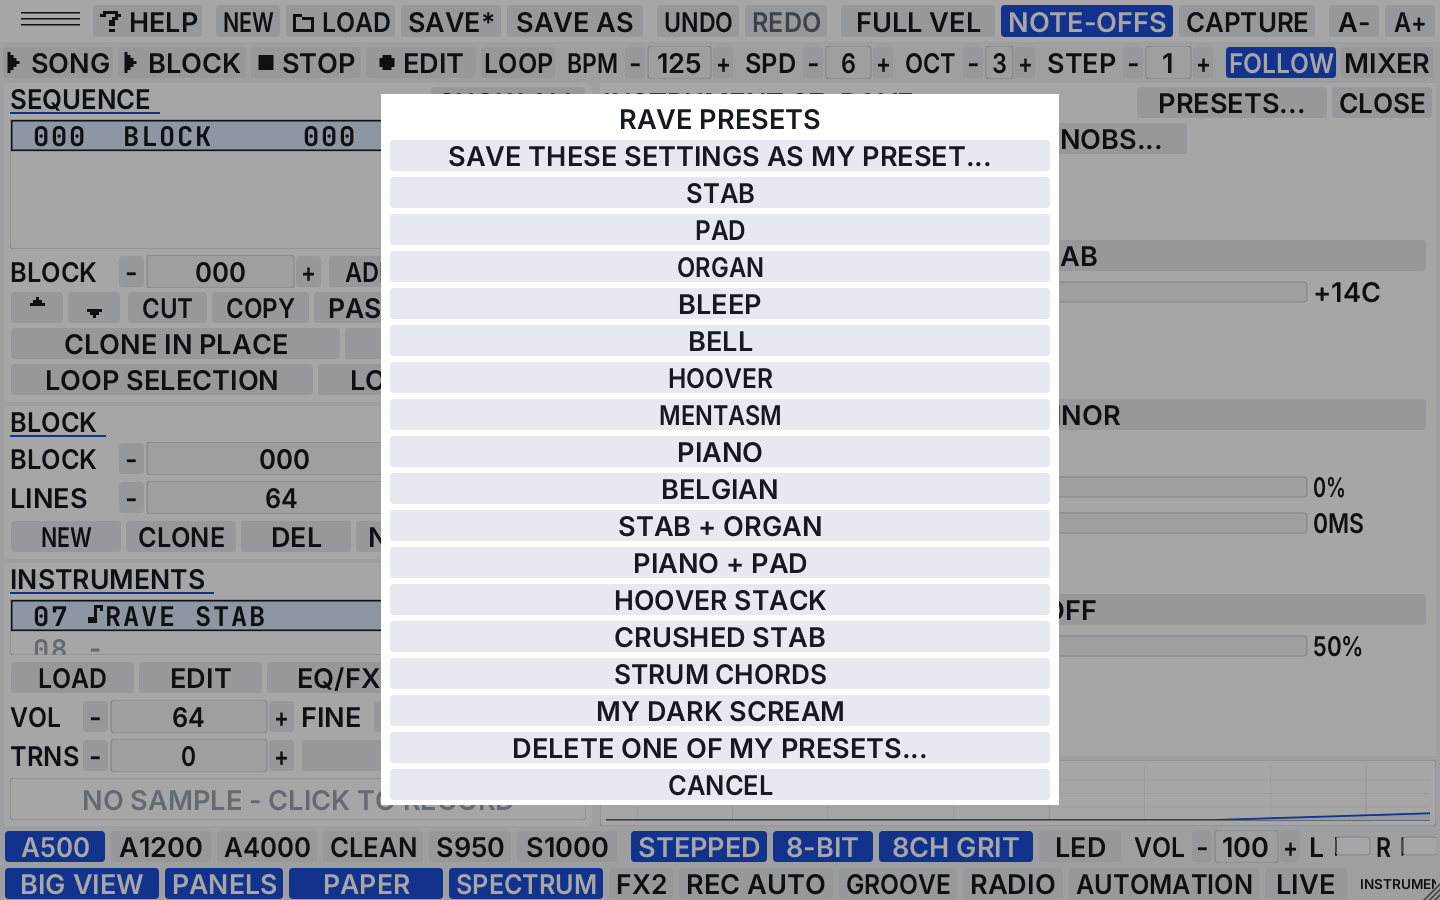 ? HELP NEW LOAD SAVE* SAVE AS UNDO REDO FULL VEL NOTE-OFFS CAPTURE A- A+
SONG BLOCK STOP EDIT LOOP BPM - 125 + SPD - 6 + OCT - 3 + STEP - 1 + FOLLOW MIXER
SEQUENCE
PRESETS... CLOSE
000 BLOCK 000
NOBS...
RAVE PRESETS
SAVE THESE SETTINGS AS MY PRESET...
STAB
PAD
ORGAN
BLEEP
BELL
HOOVER
MENTASM
PIANO
BELGIAN
STAB + ORGAN
PIANO + PAD
HOOVER STACK
CRUSHED STAB
STRUM CHORDS
MY DARK SCREAM
DELETE ONE OF MY PRESETS...
CANCEL
BLOCK - 000 +
CUT COPY PAS
CLONE IN PLACE
LOOP SELECTION
BLOCK
BLOCK - 000
LINES - 64
NEW CLONE DEL
INSTRUMENTS
07 RAVE STAB
08 -
LOAD EDIT EQ/FX
VOL - 64 + FINE
TRNS - 0 +
NO SAMPLE - CLICK TO RECORD
AB
+14C
NOR
0%
0MS
OFF
50%
A500 A1200 A4000 CLEAN S950 S1000 STEPPED 8-BIT 8CH GRIT LED VOL - 100 + L R
BIG VIEW PANELS PAPER SPECTRUM FX2 REC AUTO GROOVE RADIO AUTOMATION LIVE INSTRUMEN